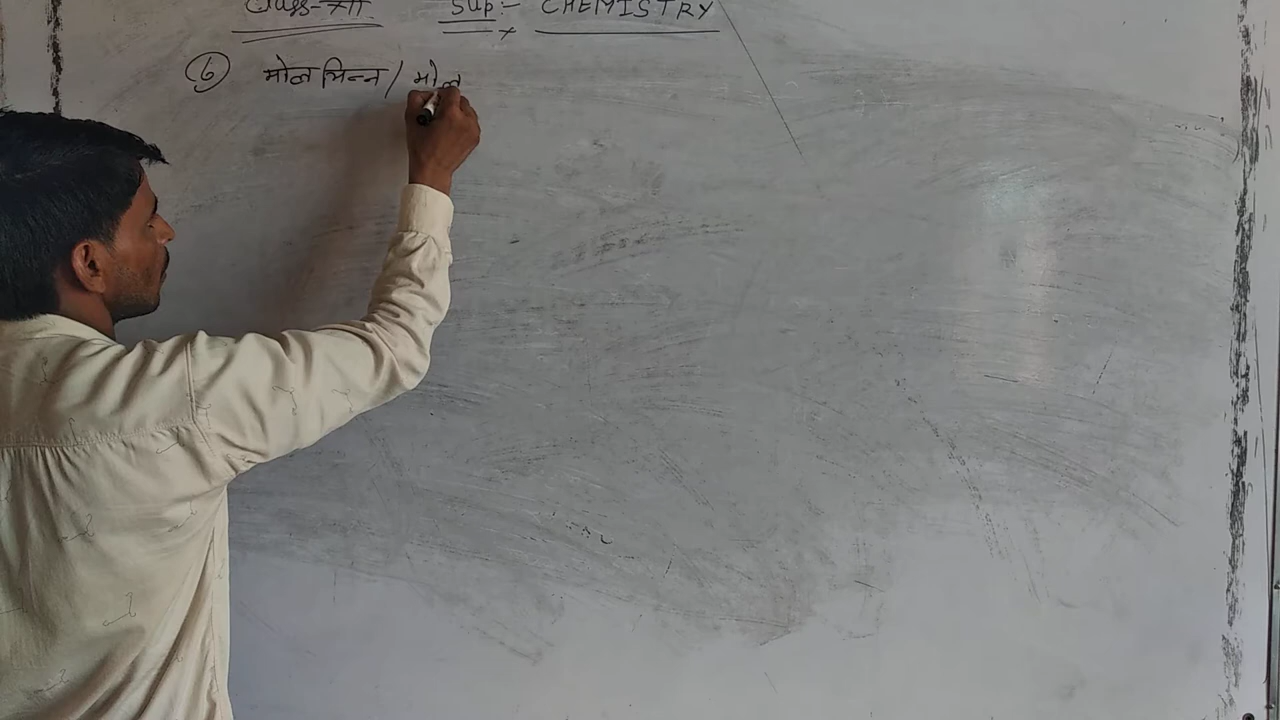 Class- XII Sub:- CHEMISTRY
(6) मोल भिन्न / मोल